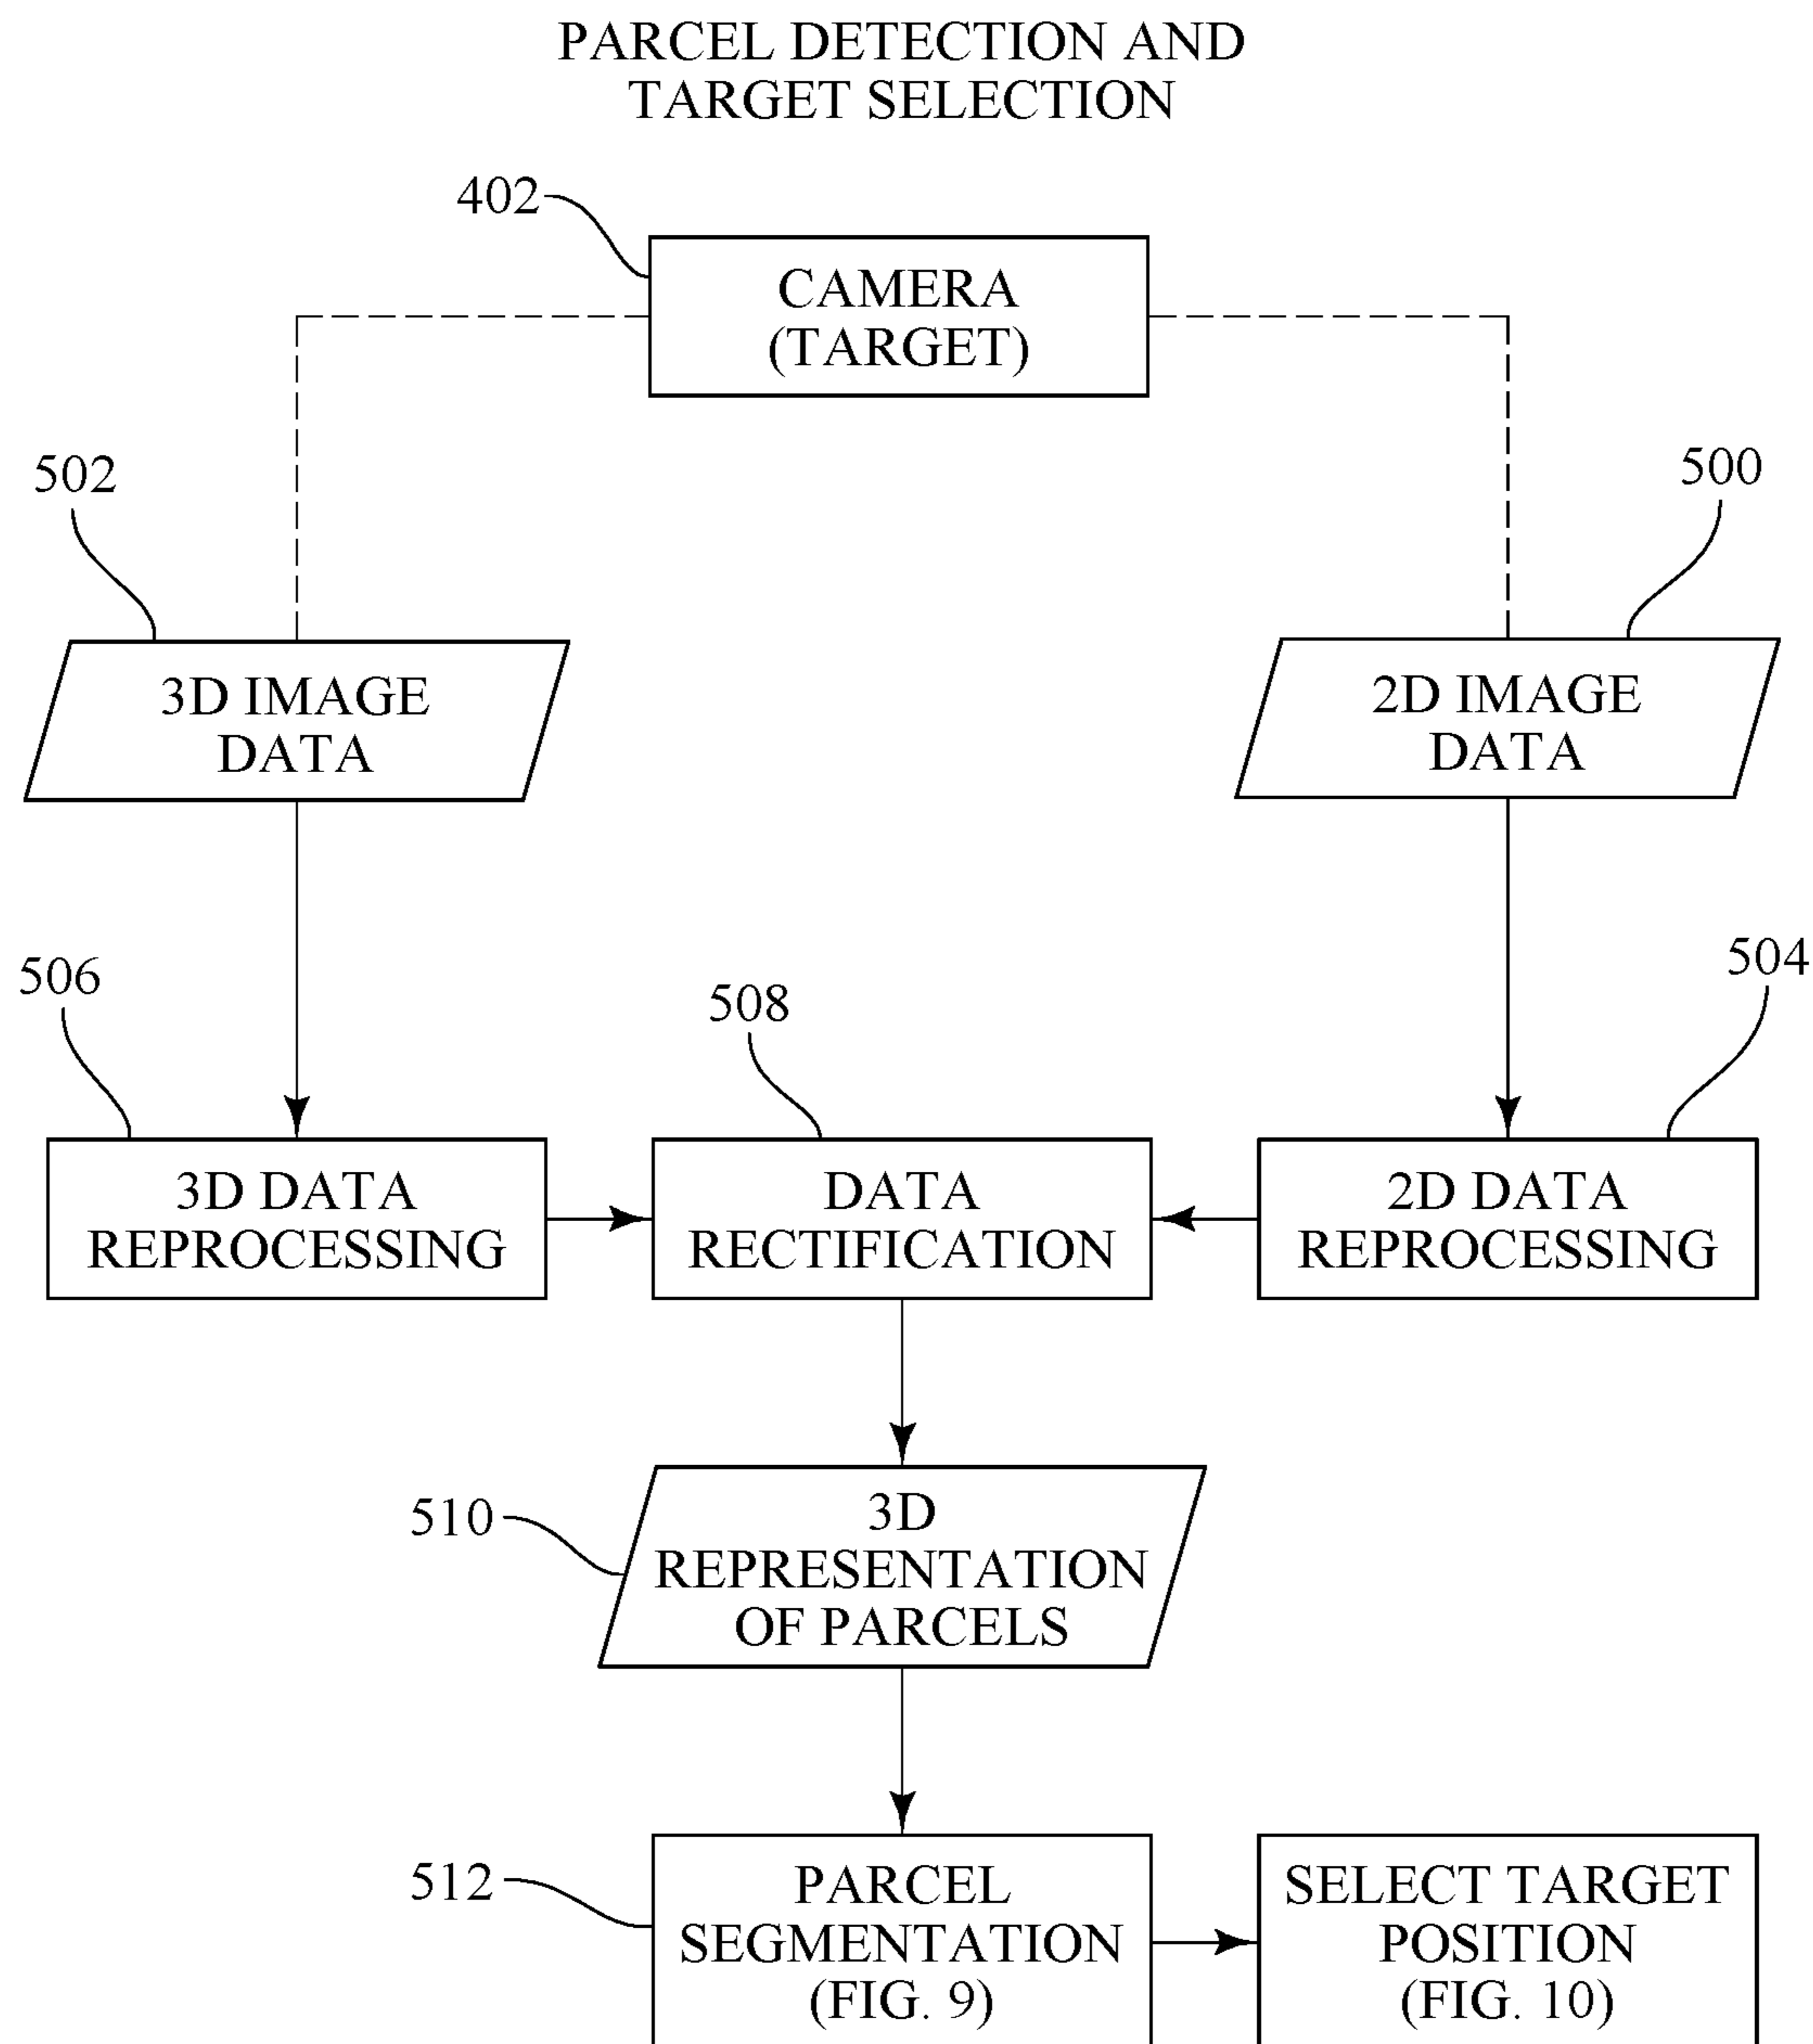 PARCEL DETECTION AND
TARGET SELECTION
402
CAMERA
(TARGET)
502
500
3D IMAGE
DATA
2D IMAGE
DATA
506
508
504
3D DATA
REPROCESSING
DATA
RECTIFICATION
2D DATA
REPROCESSING
510
3D
REPRESENTATION
OF PARCELS
512
PARCEL
SEGMENTATION
(FIG. 9)
SELECT TARGET
POSITION
(FIG. 10)